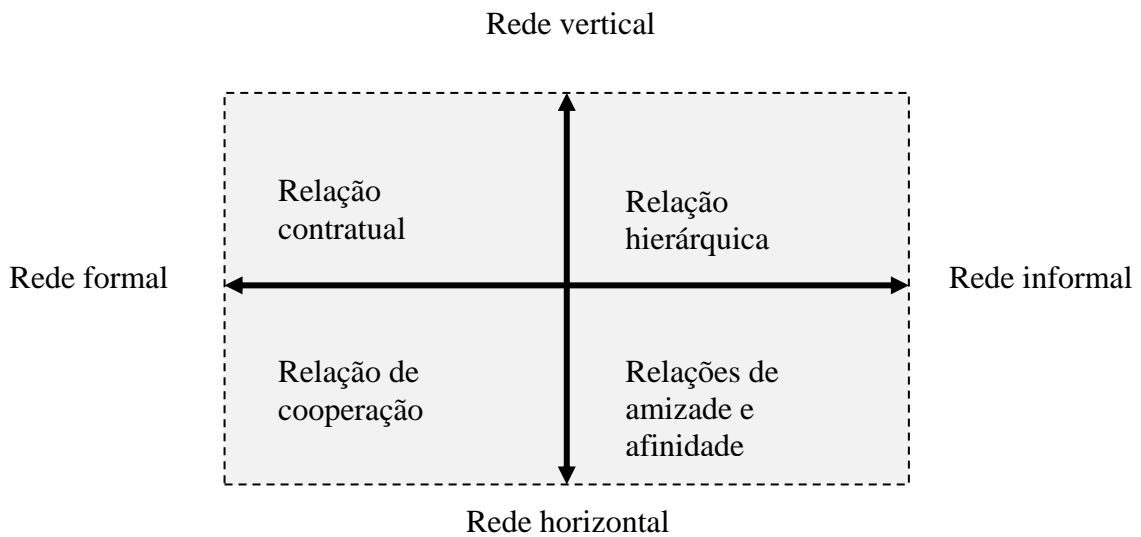 Rede vertical
Relação
contratual
Relação
hierárquica
Rede formal
Rede informal
Relação de
cooperação
Relações de
amizade e
afinidade
Rede horizontal